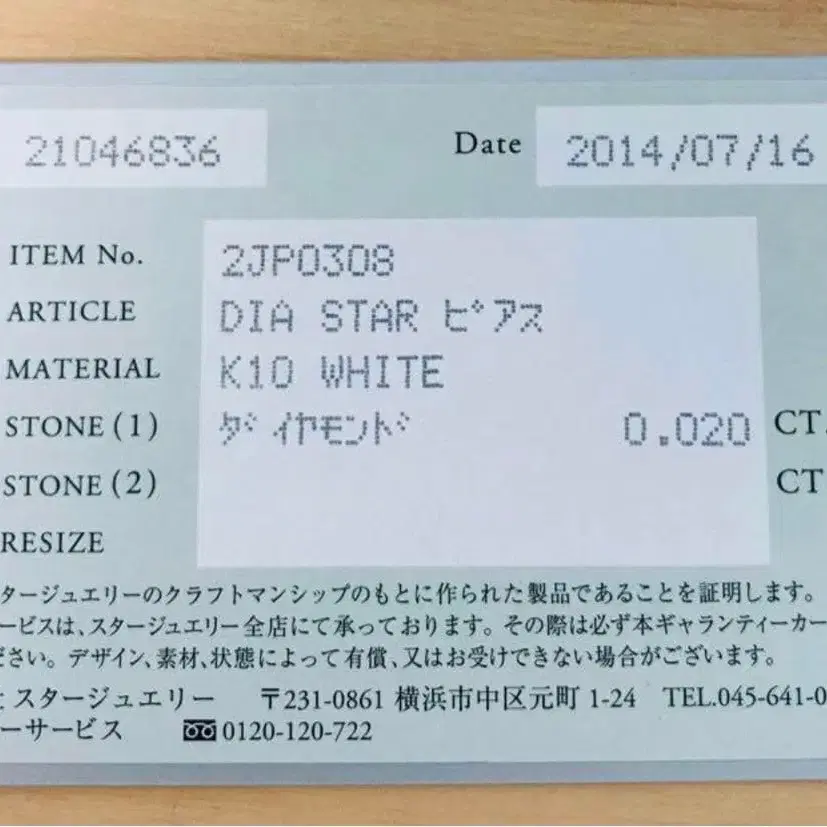 21046836 Date 2014/07/16
ITEM No. 2JP0308
ARTICLE DIA STAR ピアス
MATERIAL K10 WHITE
STONE (1) ダイヤモンド 0.020 CT.
STONE (2) CT
RESIZE
タージュエリーのクラフトマンシップのもとに作られた製品であることを証明します。
ービスは、スタージュエリー全店にて承っております。その際は必ず本ギャランティーカー
ださい。デザイン、素材、状態によって有償、又はお受けできない場合がございます。
スタージュエリー 〒231-0861 横浜市中区元町 1-24 TEL.045-641-0
ーサービス 0120-120-722